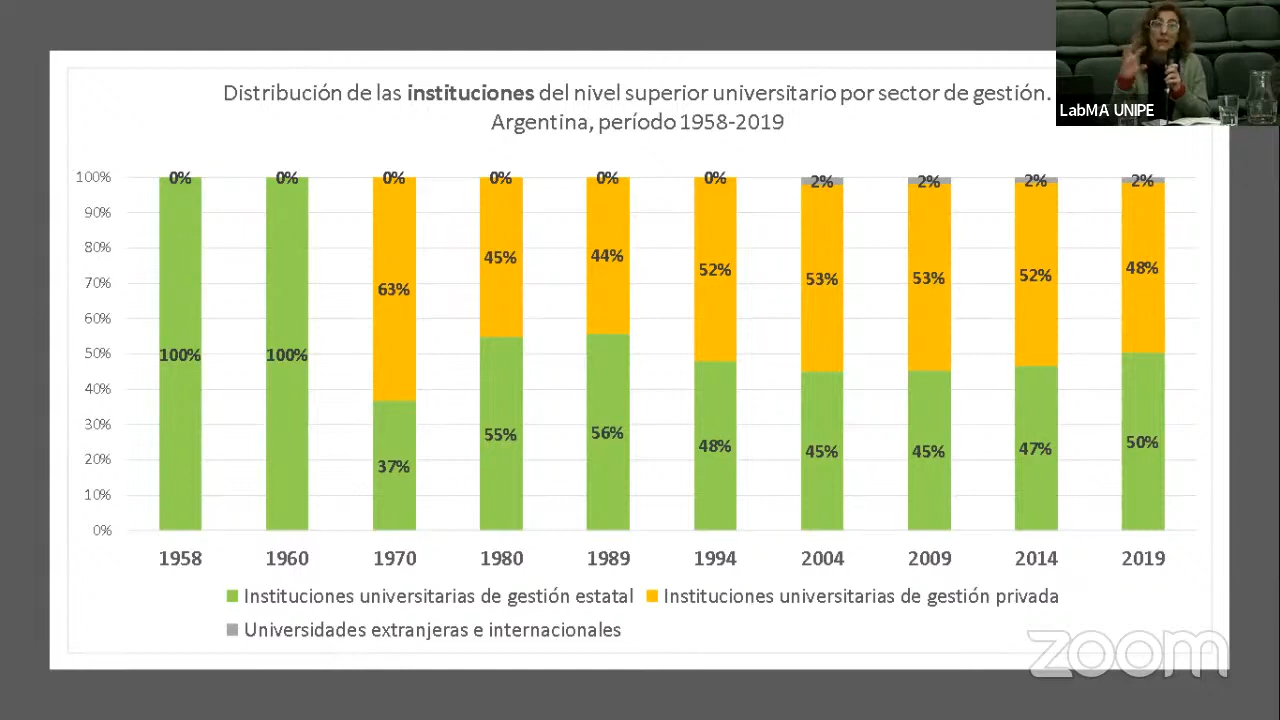 Distribución de las instituciones del nivel superior universitario por sector de gestión.
Argentina, período 1958-2019
LabMA UNIPE
100% 0% 0% 0% 0% 0% 0% 2% 2% 2% 2%
90%
80%
70%
60%
50%
40%
30%
20%
10%
0%
45% 44% 52% 53% 53% 52% 48%
63%
100% 100%
37% 55% 56% 48% 45% 45% 47% 50%
1958 1960 1970 1980 1989 1994 2004 2009 2014 2019
Instituciones universitarias de gestión estatal Instituciones universitarias de gestión privada
Universidades extranjeras e internacionales
zoom